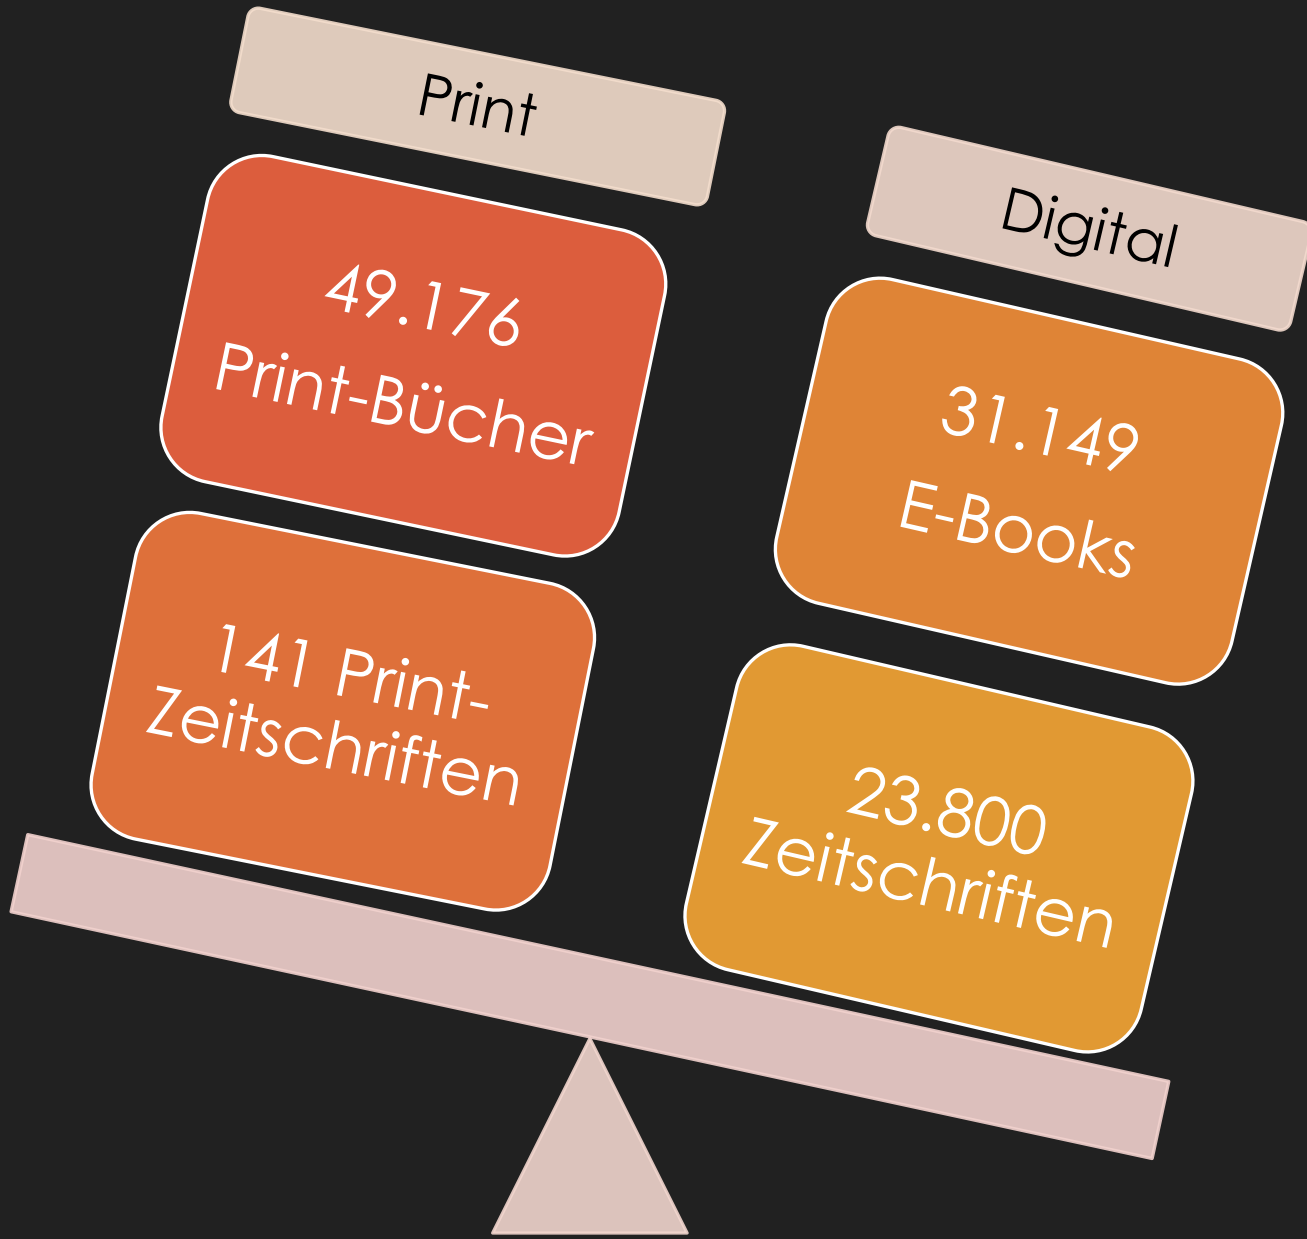 Print
49.176
Print-Bücher
141 Print-
Zeitschriften
Digital
31.149
E-Books
23.800
Zeitschriften